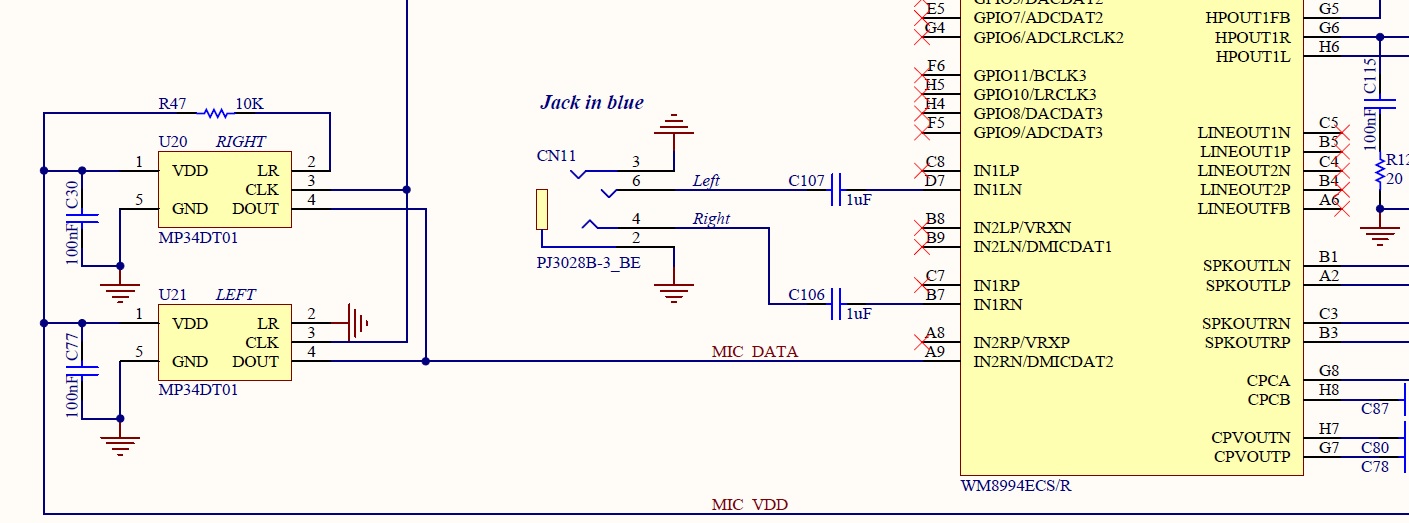 GPIO5/DACDAT2
E5 GPIO7/ADCDAT2 HPOUT1FB G5
G4 GPIO6/ADCLRCLK2 HPOUT1R G6
HPOUT1L H6
F6 GPIO11/BCLK3 C115
H5 GPIO10/LRCLK3
R47 10K Jack in blue H4 GPIO8/DACDAT3 100nF
F5 GPIO9/ADCDAT3 LINEOUT1N C5
U20 RIGHT LINEOUT1P B5
CN11 3 C8 IN1LP LINEOUT2N C4 R12
1 VDD LR 2
C30 CLK 3 6 Left C107 1uF D7 IN1LN LINEOUT2P B4 20
5 GND DOUT 4 LINEOUTFB A6
100nF 4 Right B8 IN2LP/VRXN
MP34DT01 2 B9 IN2LN/DMICDAT1
PJ3028B-3_BE SPKOUTLN B1
C7 IN1RP SPKOUTLP A2
U21 LEFT C106 1uF B7 IN1RN
1 VDD LR 2 SPKOUTRN C3
C77 CLK 3 A8 IN2RP/VRXP SPKOUTRP B3
5 GND DOUT 4 MIC_DATA A9 IN2RN/DMICDAT2
100nF CPCA G8
MP34DT01 CPCB H8
C87
CPVOUTN H7
CPVOUTP G7 C80
C78
WM8994ECS/R
MIC_VDD